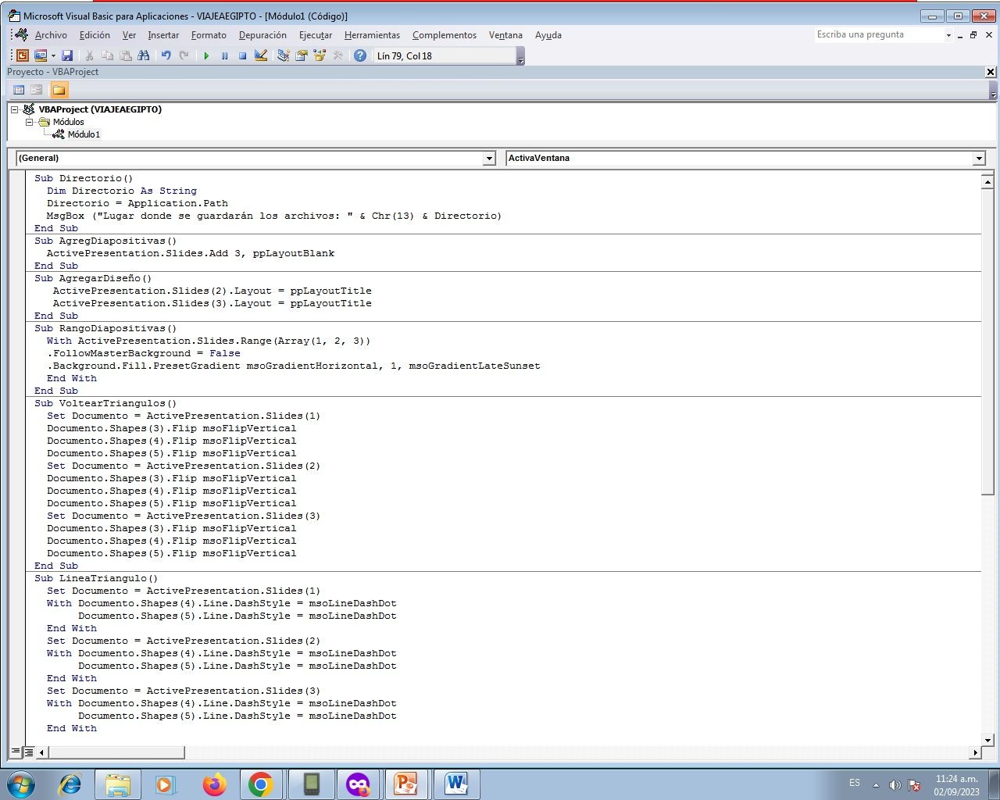 Microsoft Visual Basic para Aplicaciones - VIAJEAEGIPTO - [Módulo1 (Código)]
Archivo Edición Ver Insertar Formato Depuración Ejecutar Herramientas Complementos Ventana Ayuda Escriba una pregunta
Lín 79, Col 18
Proyecto - VBAProject
VBAProject (VIAJEAEGIPTO)
Módulos
Módulo1
(General) ActivaVentana
Sub Directorio()
Dim Directorio As String
Directorio = Application.Path
MsgBox ("Lugar donde se guardarán los archivos: " & Chr(13) & Directorio)
End Sub
Sub AgregDiapositivas()
ActivePresentation.Slides.Add 3, ppLayoutBlank
End Sub
Sub AgregarDiseño()
ActivePresentation.Slides(2).Layout = ppLayoutTitle
ActivePresentation.Slides(3).Layout = ppLayoutTitle
End Sub
Sub RangoDiapositivas()
With ActivePresentation.Slides.Range(Array(1, 2, 3))
.FollowMasterBackground = False
.Background.Fill.PresetGradient msoGradientHorizontal, 1, msoGradientLateSunset
End With
End Sub
Sub VoltearTriangulos()
Set Documento = ActivePresentation.Slides(1)
Documento.Shapes(3).Flip msoFlipVertical
Documento.Shapes(4).Flip msoFlipVertical
Documento.Shapes(5).Flip msoFlipVertical
Set Documento = ActivePresentation.Slides(2)
Documento.Shapes(3).Flip msoFlipVertical
Documento.Shapes(4).Flip msoFlipVertical
Documento.Shapes(5).Flip msoFlipVertical
Set Documento = ActivePresentation.Slides(3)
Documento.Shapes(3).Flip msoFlipVertical
Documento.Shapes(4).Flip msoFlipVertical
Documento.Shapes(5).Flip msoFlipVertical
End Sub
Sub LineaTriangulo()
Set Documento = ActivePresentation.Slides(1)
With Documento.Shapes(4).Line.DashStyle = msoLineDashDot
Documento.Shapes(5).Line.DashStyle = msoLineDashDot
End With
Set Documento = ActivePresentation.Slides(2)
With Documento.Shapes(4).Line.DashStyle = msoLineDashDot
Documento.Shapes(5).Line.DashStyle = msoLineDashDot
End With
Set Documento = ActivePresentation.Slides(3)
With Documento.Shapes(4).Line.DashStyle = msoLineDashDot
Documento.Shapes(5).Line.DashStyle = msoLineDashDot
End With
ES 11:24 a.m.
02/09/2023